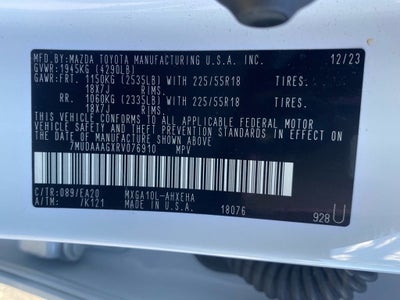 MFD. BY: MAZDA TOYOTA MANUFACTURING U.S.A. INC. 12/23
GVWR: 1945KG (4290LB)
GAWR: FRT. 1150KG (2535LB) WITH 225/55R18 TIRES.
18X7J RIMS.
RR. 1060KG (2335LB) WITH 225/55R18 TIRES.
18X7J RIMS.
THIS VEHICLE CONFORMS TO ALL APPLICABLE FEDERAL MOTOR
VEHICLE SAFETY AND THEFT PREVENTION STANDARDS IN EFFECT ON
THE DATE OF MANUFACTURE SHOWN ABOVE.
7MUDAAAGXRV076910 MPV
C/TR: 089/EA20 MXGA10L-AHXEHA
A/TM: /K121 MADE IN U.S.A. 18076 928 U